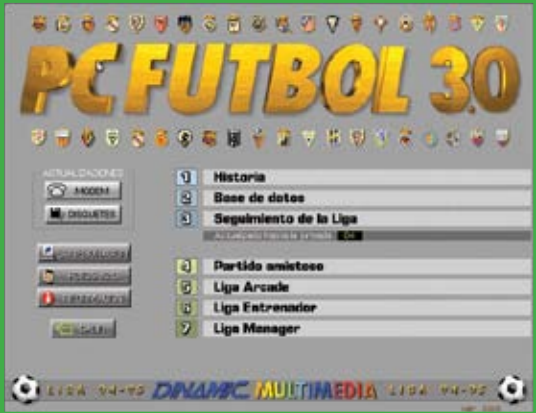 PC FUTBOL 3.0
ACTUALIZACIONES
MODEM
DISQUETES
1 Historia
2 Base de datos
3 Seguimiento de la Liga
4 Partido amistoso
5 Liga Arcade
6 Liga Entrenador
7 Liga Manager
LIGA 94-95 DINAMIC MULTIMEDIA LIGA 94-95